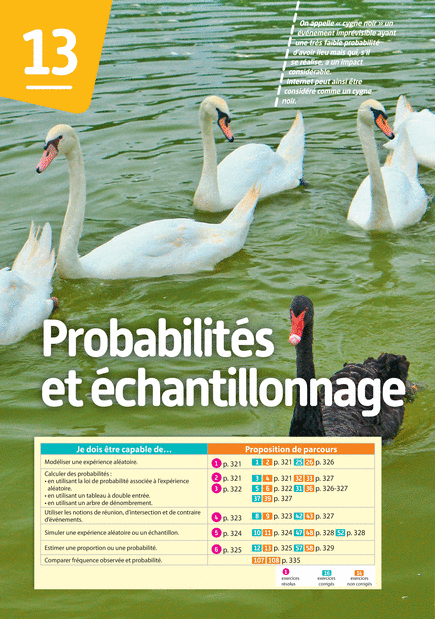 13
On appelle « cygne noir » un
événement imprévisible ayant
une très faible probabilité
d'avoir lieu mais qui, s'il
se réalise, a un impact
considérable.
Internet peut ainsi être
considéré comme un cygne
noir.
Probabilités
et échantillonnage
Je dois être capable de… Proposition de parcours
Modéliser une expérience aléatoire. 1 p. 321 1 2 p. 321 25 26 p. 326
Calculer des probabilités :
• en utilisant la loi de probabilité associée à l'expérience 2 p. 321 3 4 p. 321 32 33 p. 327
aléatoire. 3 p. 322 5 6 p. 322 31 36 p. 326-327
• en utilisant un tableau à double entrée.
• en utilisant un arbre de dénombrement. 37 39 p. 327
Utiliser les notions de réunion, d'intersection et de contraire 4 p. 323 8 9 p. 323 42 43 p. 327
d'événements.
Simuler une expérience aléatoire ou un échantillon. 5 p. 324 10 11 p. 324 47 48 p. 328 52 p. 328
Estimer une proportion ou une probabilité. 6 p. 325 12 13 p. 325 57 58 p. 329
Comparer fréquence observée et probabilité. 107 108 p. 335
exercices résolus
exercices corrigés
exercices non corrigés